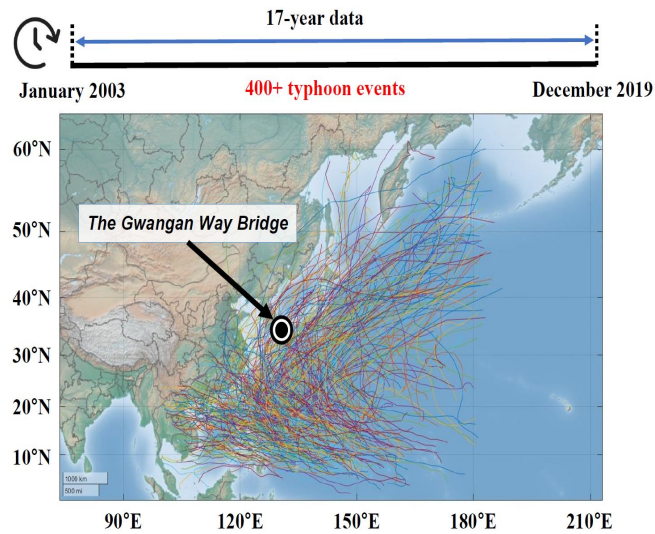 17-year data
January 2003
400+ typhoon events
December 2019
60°N
The Gwangan Way Bridge
50°N
40°N
30°N
20°N
10°N
1000 km
500 mi
90°E
120°E
150°E
180°E
210°E